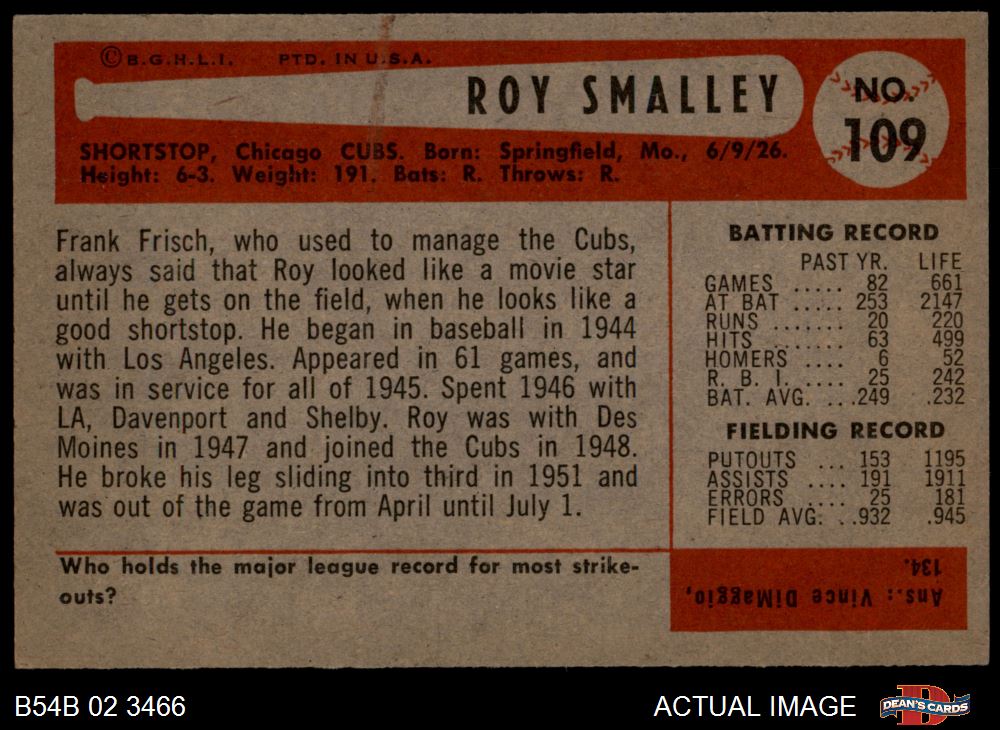 © B.G.H.L.I. PTD. IN U.S.A.
ROY SMALLEY
NO.
109
SHORTSTOP, Chicago CUBS. Born: Springfield, Mo., 6/9/26.
Height: 6-3. Weight: 191. Bats: R. Throws: R.
Frank Frisch, who used to manage the Cubs,
always said that Roy looked like a movie star
until he gets on the field, when he looks like a
good shortstop. He began in baseball in 1944
with Los Angeles. Appeared in 61 games, and
was in service for all of 1945. Spent 1946 with
LA, Davenport and Shelby. Roy was with Des
Moines in 1947 and joined the Cubs in 1948.
He broke his leg sliding into third in 1951 and
was out of the game from April until July 1.
BATTING RECORD
PAST YR. LIFE
GAMES ..... 82 661
AT BAT ..... 253 2147
RUNS ....... 20 220
HITS ....... 63 499
HOMERS .... 6 52
R. B. I. .... 25 242
BAT. AVG. ...249 .232
FIELDING RECORD
PUTOUTS ... 153 1195
ASSISTS .... 191 1911
ERRORS .... 25 181
FIELD AVG. ..932 .945
Who holds the major league record for most strike-
outs?
Ans.: Vince DiMaggio,
134.
B54B 02 3466
ACTUAL IMAGE
D
DEAN'S CARDS